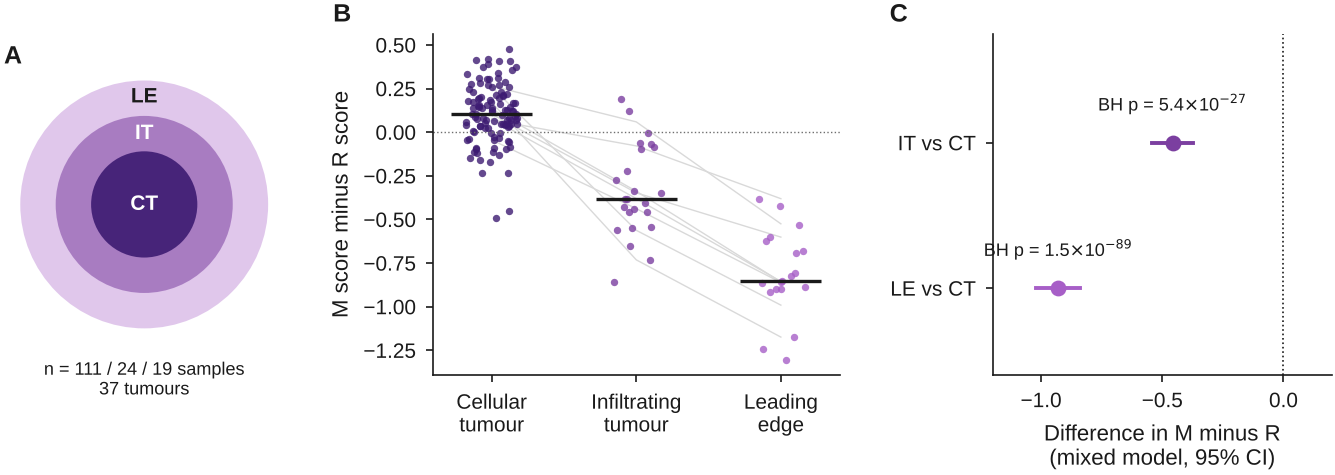 A
LE
IT
CT
n = 111 / 24 / 19 samples
37 tumours
B
M score minus R score
0.50
0.25
0.00
−0.25
−0.50
−0.75
−1.00
−1.25
Cellular
tumour
Infiltrating
tumour
Leading
edge
C
BH p = 5.4×10⁻²⁷
IT vs CT
BH p = 1.5×10⁻⁸⁹
LE vs CT
−1.0
−0.5
0.0
Difference in M minus R
(mixed model, 95% CI)